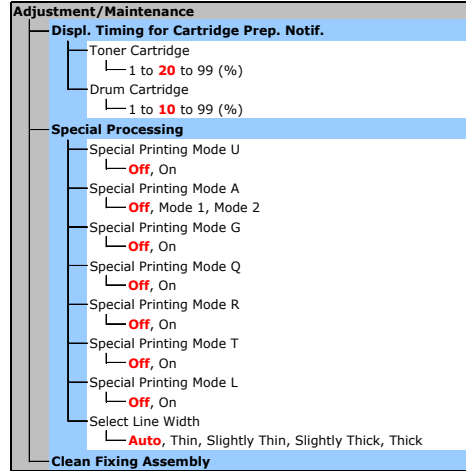 Adjustment/Maintenance
Displ. Timing for Cartridge Prep. Notif.
Toner Cartridge
1 to 20 to 99 (%)
Drum Cartridge
1 to 10 to 99 (%)
Special Processing
Special Printing Mode U
Off, On
Special Printing Mode A
Off, Mode 1, Mode 2
Special Printing Mode G
Off, On
Special Printing Mode Q
Off, On
Special Printing Mode R
Off, On
Special Printing Mode T
Off, On
Special Printing Mode L
Off, On
Select Line Width
Auto, Thin, Slightly Thin, Slightly Thick, Thick
Clean Fixing Assembly